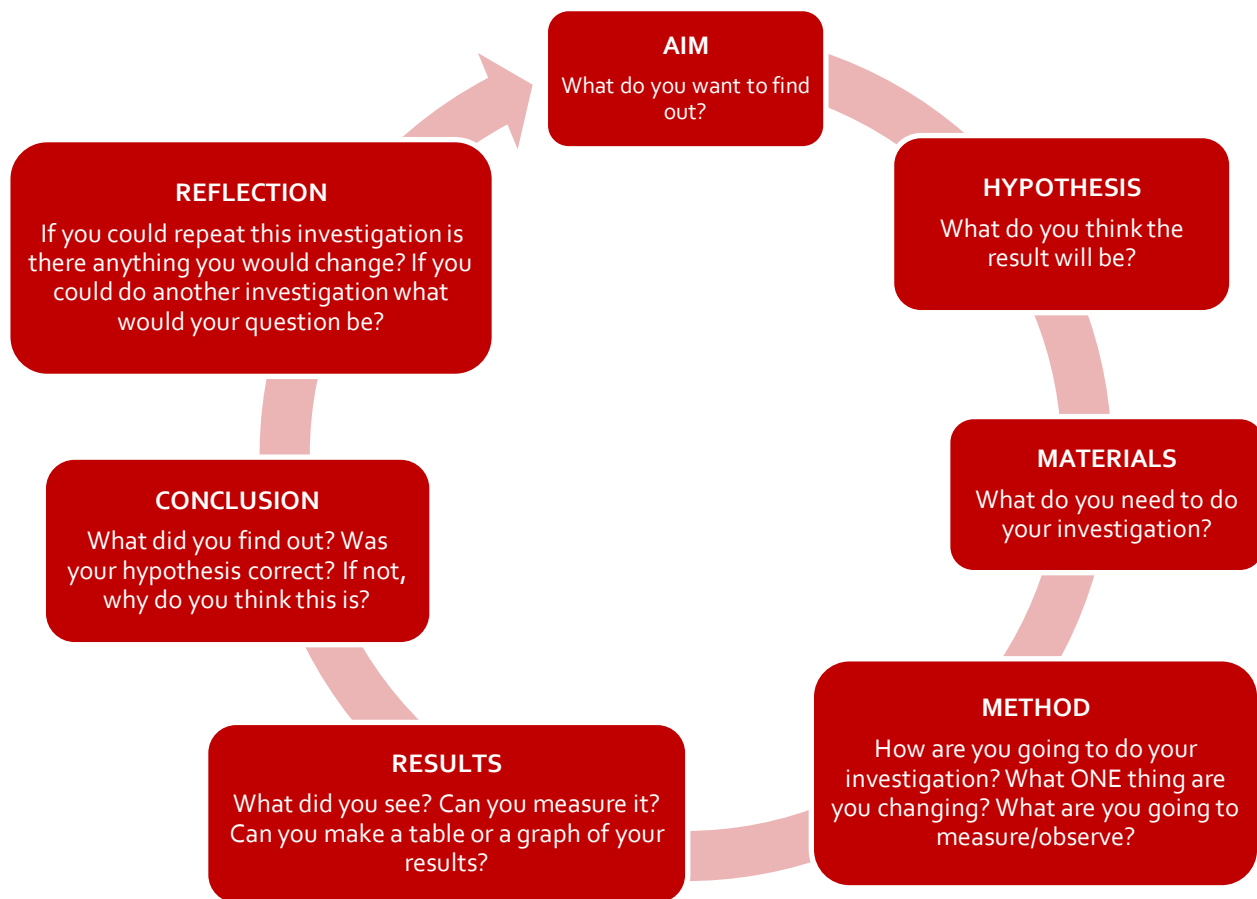 AIM
What do you want to find
out?
HYPOTHESIS
What do you think the
result will be?
MATERIALS
What do you need to do
your investigation?
METHOD
How are you going to do your
investigation? What ONE thing are
you changing? What are you going to
measure/observe?
RESULTS
What did you see? Can you measure it?
Can you make a table or a graph of your
results?
CONCLUSION
What did you find out? Was
your hypothesis correct? If not,
why do you think this is?
REFLECTION
If you could repeat this investigation is
there anything you would change? If you
could do another investigation what
would your question be?